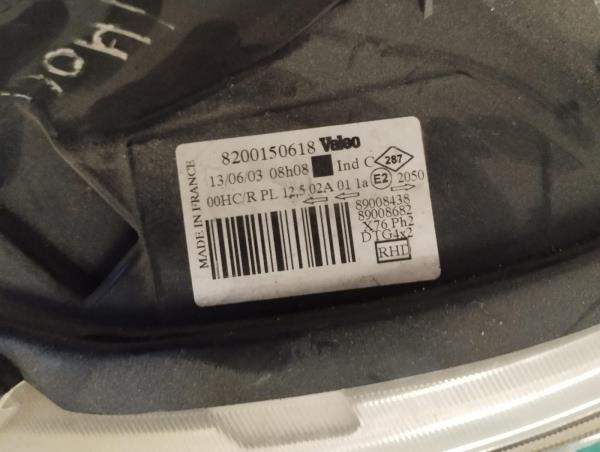 8200150618 Valeo
13/06/03 08h08 Ind C 287
00HC/R PL 12,5 02A 01 1a E2 2050
89008438
89008682
X76 Ph2
DTG4x2
RHD
MADE IN FRANCE